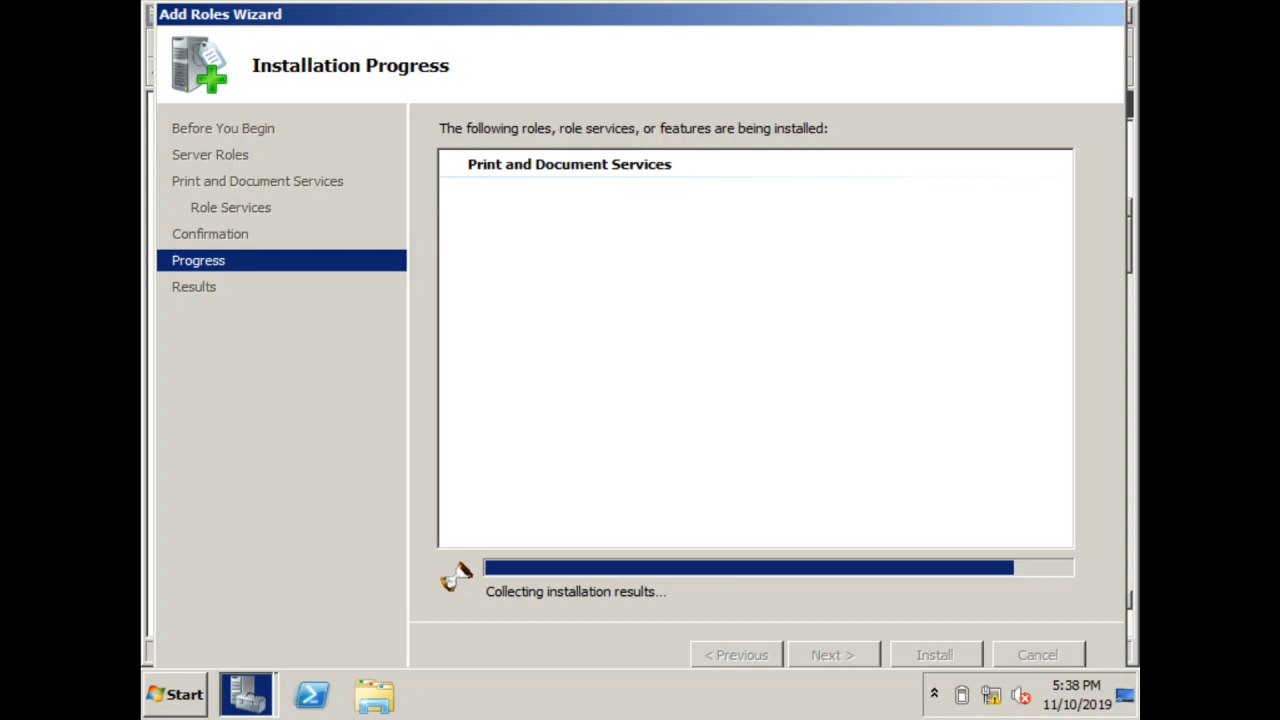 Add Roles Wizard
Installation Progress
Before You Begin
Server Roles
Print and Document Services
Role Services
Confirmation
Progress
Results
The following roles, role services, or features are being installed:
Print and Document Services
Collecting installation results...
< Previous
Next >
Install
Cancel
Start
5:38 PM
11/10/2019